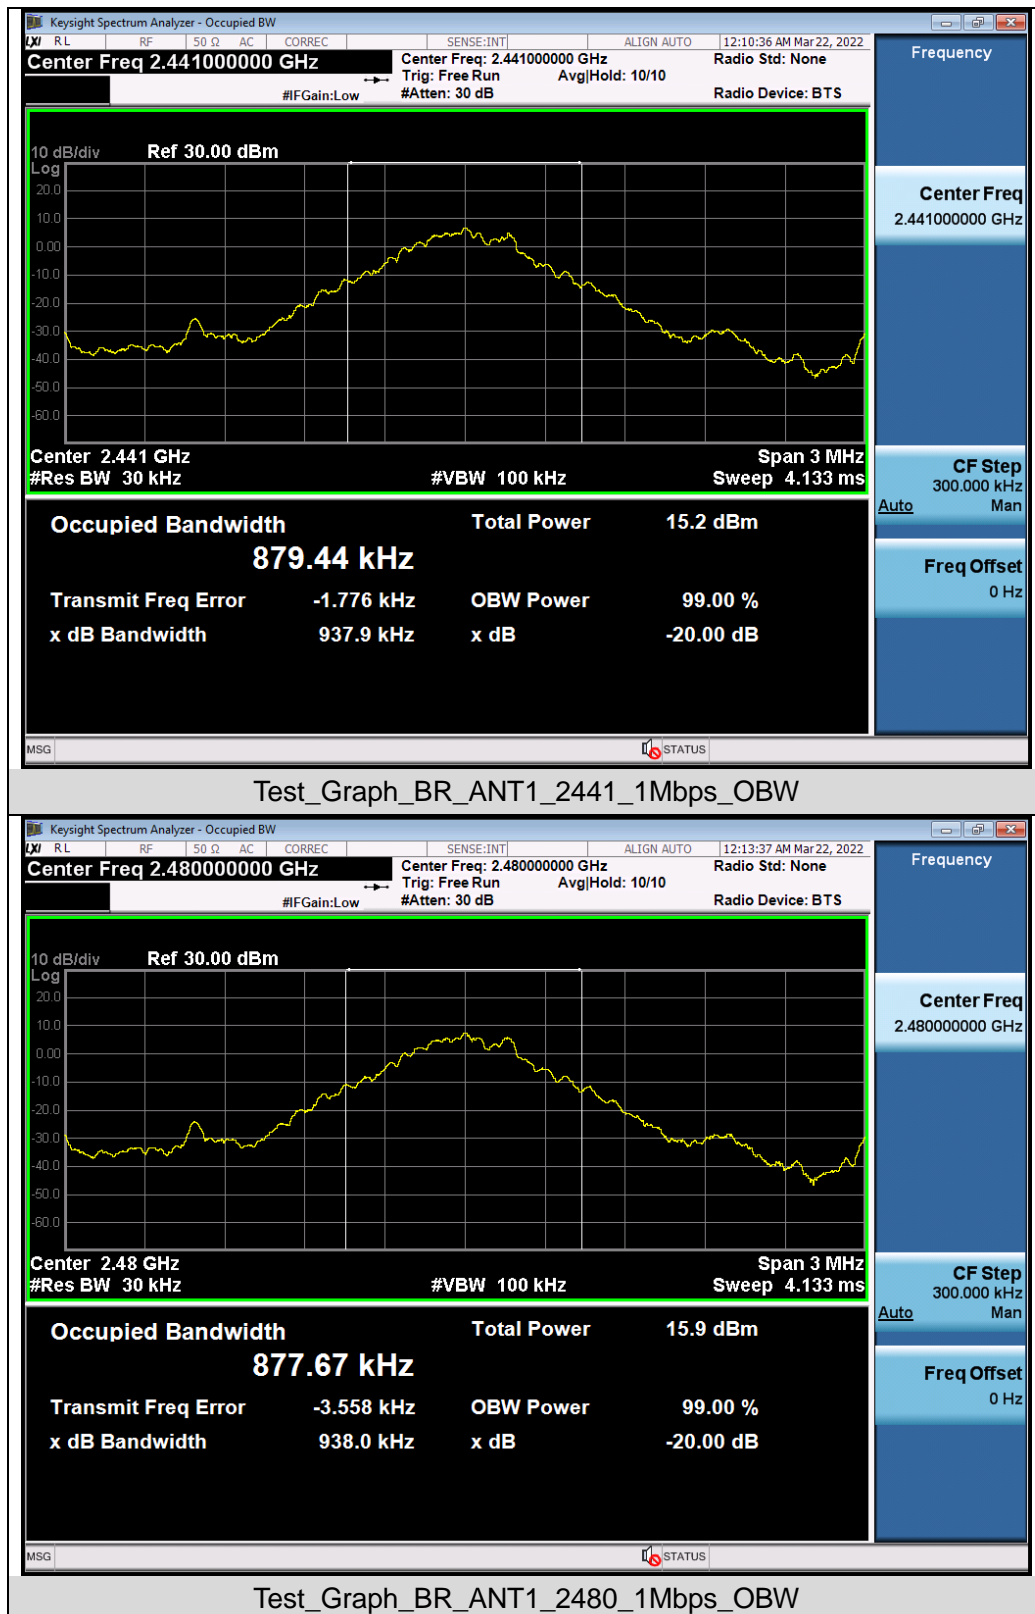 Keysight Spectrum Analyzer - Occupied BW
LXI RL RF 50 Ω AC CORREC SENSE:INT ALIGN AUTO 12:10:36 AM Mar 22, 2022
Center Freq 2.441000000 GHz Center Freq: 2.441000000 GHz Radio Std: None
Trig: Free Run Avg|Hold: 10/10
#IFGain:Low #Atten: 30 dB Radio Device: BTS
Frequency
10 dB/div Ref 30.00 dBm
Log
20.0
10.0
0.00
-10.0
-20.0
-30.0
-40.0
-50.0
-60.0
Center Freq
2.441000000 GHz
Center 2.441 GHz Span 3 MHz
#Res BW 30 kHz #VBW 100 kHz Sweep 4.133 ms
CF Step
300.000 kHz
Auto Man
Occupied Bandwidth Total Power 15.2 dBm
879.44 kHz
Transmit Freq Error -1.776 kHz OBW Power 99.00 %
x dB Bandwidth 937.9 kHz x dB -20.00 dB
Freq Offset
0 Hz
MSG STATUS
Test_Graph_BR_ANT1_2441_1Mbps_OBW
Keysight Spectrum Analyzer - Occupied BW
LXI RL RF 50 Ω AC CORREC SENSE:INT ALIGN AUTO 12:13:37 AM Mar 22, 2022
Center Freq 2.480000000 GHz Center Freq: 2.480000000 GHz Radio Std: None
Trig: Free Run Avg|Hold: 10/10
#IFGain:Low #Atten: 30 dB Radio Device: BTS
Frequency
10 dB/div Ref 30.00 dBm
Log
20.0
10.0
0.00
-10.0
-20.0
-30.0
-40.0
-50.0
-60.0
Center Freq
2.480000000 GHz
Center 2.48 GHz Span 3 MHz
#Res BW 30 kHz #VBW 100 kHz Sweep 4.133 ms
CF Step
300.000 kHz
Auto Man
Occupied Bandwidth Total Power 15.9 dBm
877.67 kHz
Transmit Freq Error -3.558 kHz OBW Power 99.00 %
x dB Bandwidth 938.0 kHz x dB -20.00 dB
Freq Offset
0 Hz
MSG STATUS
Test_Graph_BR_ANT1_2480_1Mbps_OBW